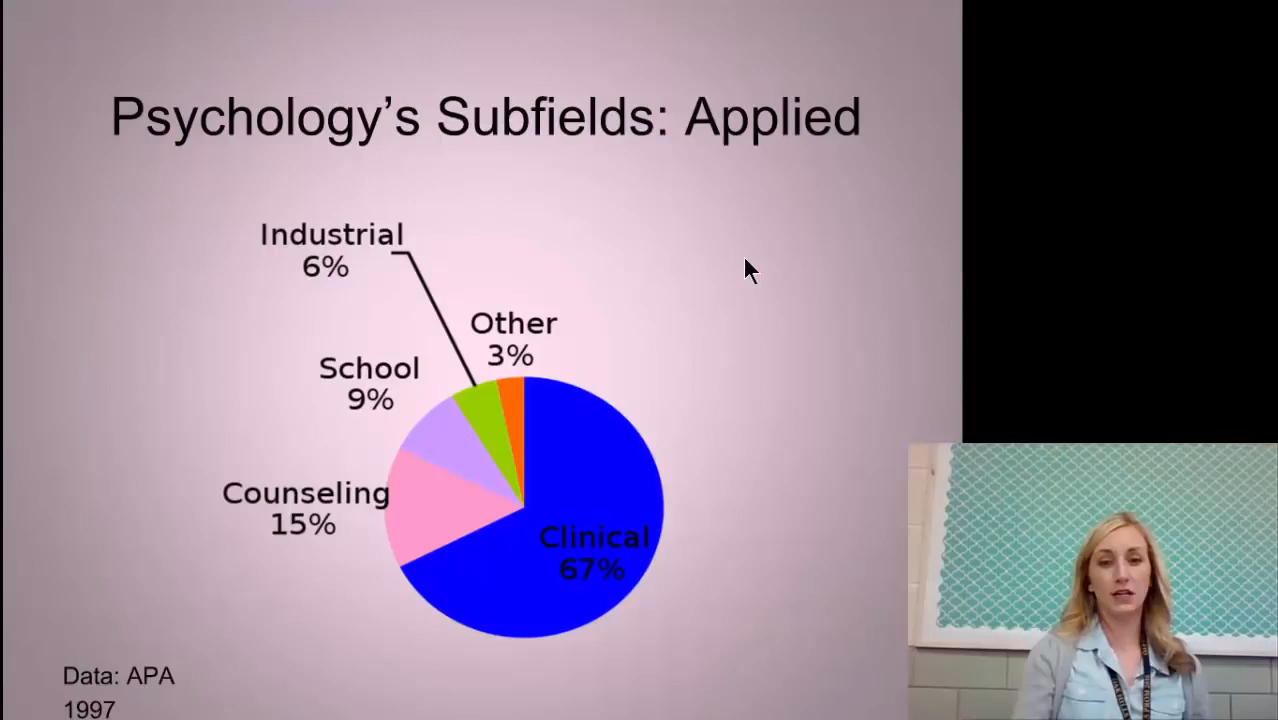 Psychology’s Subfields: Applied
Industrial
6%
Other
3%
School
9%
Counseling
15%
Clinical
67%
Data: APA
1997